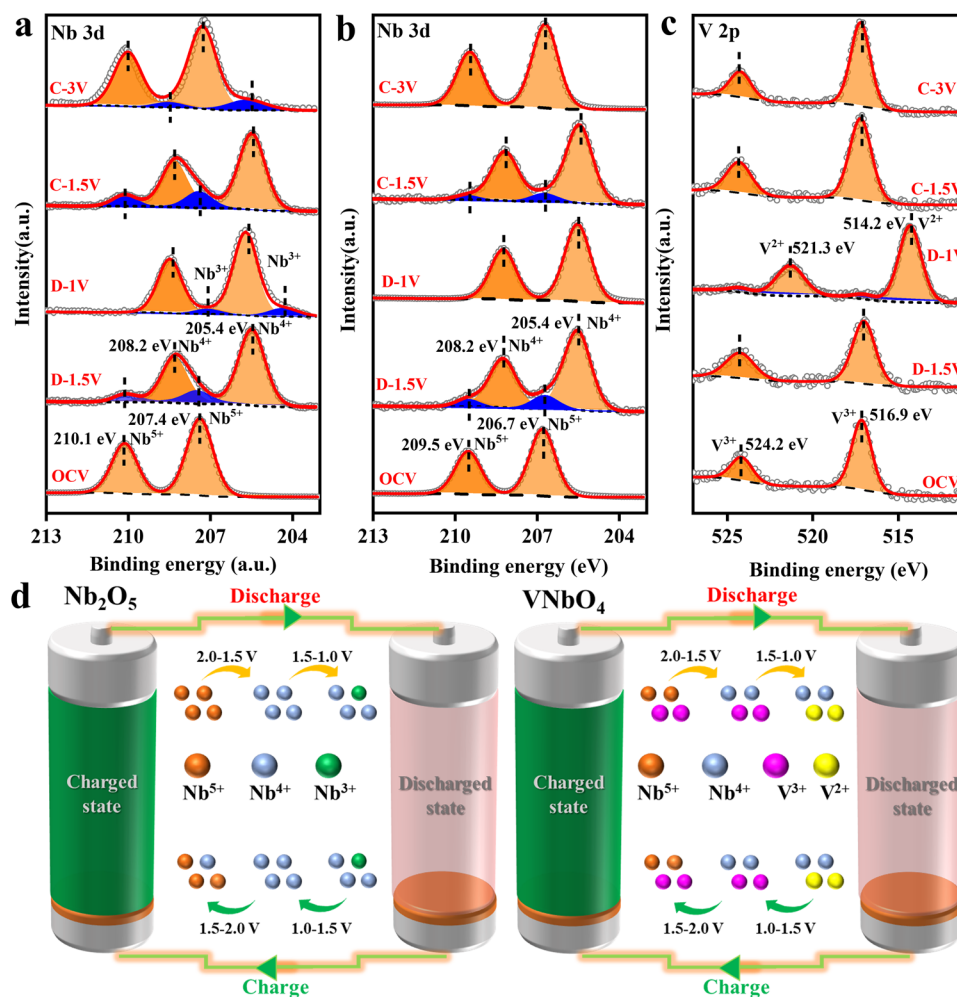 a
Nb 3d
C-3V
C-1.5V
Nb³⁺
Nb³⁺
D-1V
205.4 eV Nb⁴⁺
208.2 eV Nb⁴⁺
D-1.5V
207.4 eV Nb⁵⁺
210.1 eV Nb⁵⁺
OCV
Intensity(a.u.)
213 210 207 204
Binding energy (a.u.)
b
Nb 3d
C-3V
C-1.5V
D-1V
205.4 eV Nb⁴⁺
208.2 eV Nb⁴⁺
D-1.5V
206.7 eV Nb⁵⁺
209.5 eV Nb⁵⁺
OCV
Intensity(a.u.)
213 210 207 204
Binding energy (eV)
c
V 2p
C-3V
C-1.5V
514.2 eV V²⁺
V²⁺ 521.3 eV
D-1V
D-1.5V
V³⁺ 516.9 eV
V³⁺ 524.2 eV
OCV
Intensity(a.u.)
525 520 515
Binding energy (eV)
d
Nb₂O₅
Discharge
2.0-1.5 V 1.5-1.0 V
Charged
state
Nb⁵⁺ Nb⁴⁺ Nb³⁺
Discharged
state
1.5-2.0 V 1.0-1.5 V
Charge
VNbO₄
Discharge
2.0-1.5 V 1.5-1.0 V
Charged
state
Nb⁵⁺ Nb⁴⁺ V³⁺ V²⁺
Discharged
state
1.5-2.0 V 1.0-1.5 V
Charge